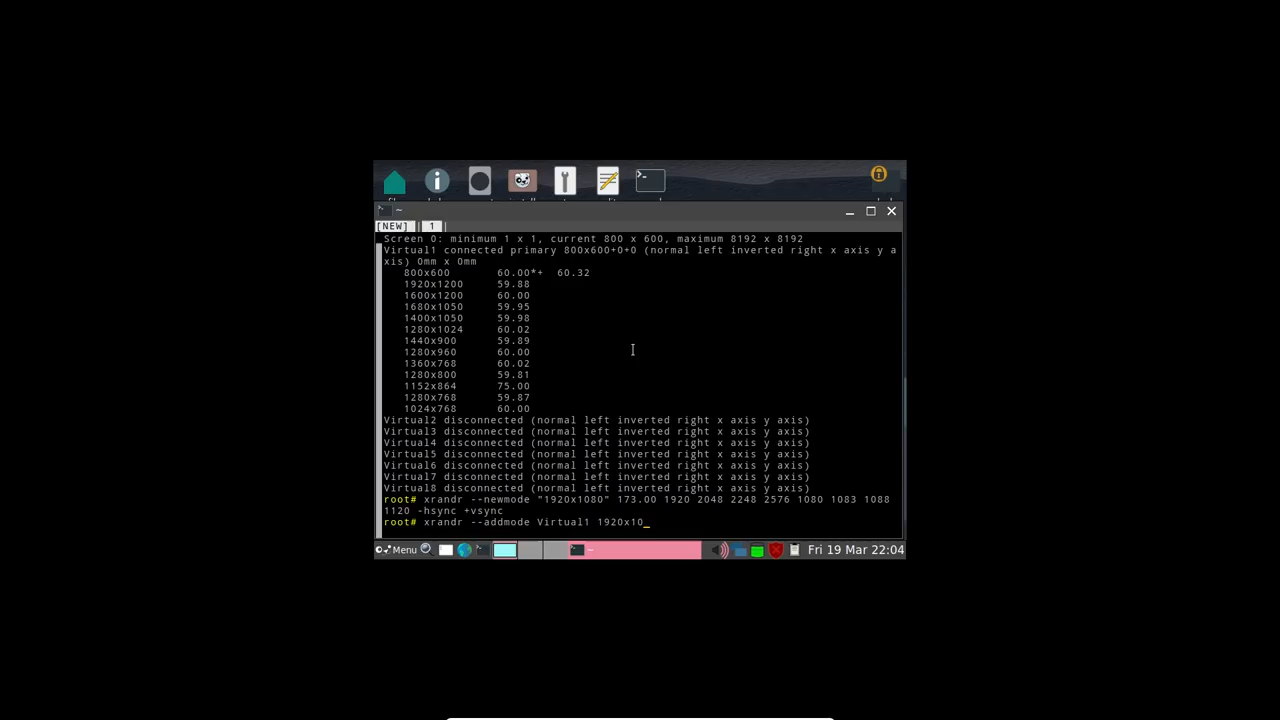 ~
[NEW] 1
Screen 0: minimum 1 x 1, current 800 x 600, maximum 8192 x 8192
Virtual1 connected primary 800x600+0+0 (normal left inverted right x axis y a
xis) 0mm x 0mm
800x600 60.00*+ 60.32
1920x1200 59.88
1600x1200 60.00
1680x1050 59.95
1400x1050 59.98
1280x1024 60.02
1440x900 59.89
1280x960 60.00
1360x768 60.02
1280x800 59.81
1152x864 75.00
1280x768 59.87
1024x768 60.00
Virtual2 disconnected (normal left inverted right x axis y axis)
Virtual3 disconnected (normal left inverted right x axis y axis)
Virtual4 disconnected (normal left inverted right x axis y axis)
Virtual5 disconnected (normal left inverted right x axis y axis)
Virtual6 disconnected (normal left inverted right x axis y axis)
Virtual7 disconnected (normal left inverted right x axis y axis)
Virtual8 disconnected (normal left inverted right x axis y axis)
root# xrandr --newmode "1920x1080" 173.00 1920 2048 2248 2576 1080 1083 1088
1120 -hsync +vsync
root# xrandr --addmode Virtual1 1920x10_
Menu ~ Fri 19 Mar 22:04